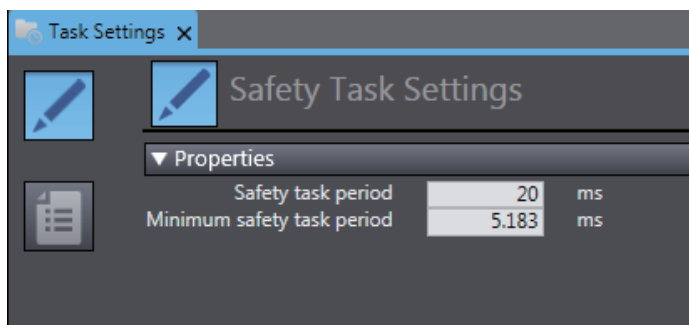 Task Settings
Safety Task Settings
Properties
Safety task period 20 ms
Minimum safety task period 5.183 ms